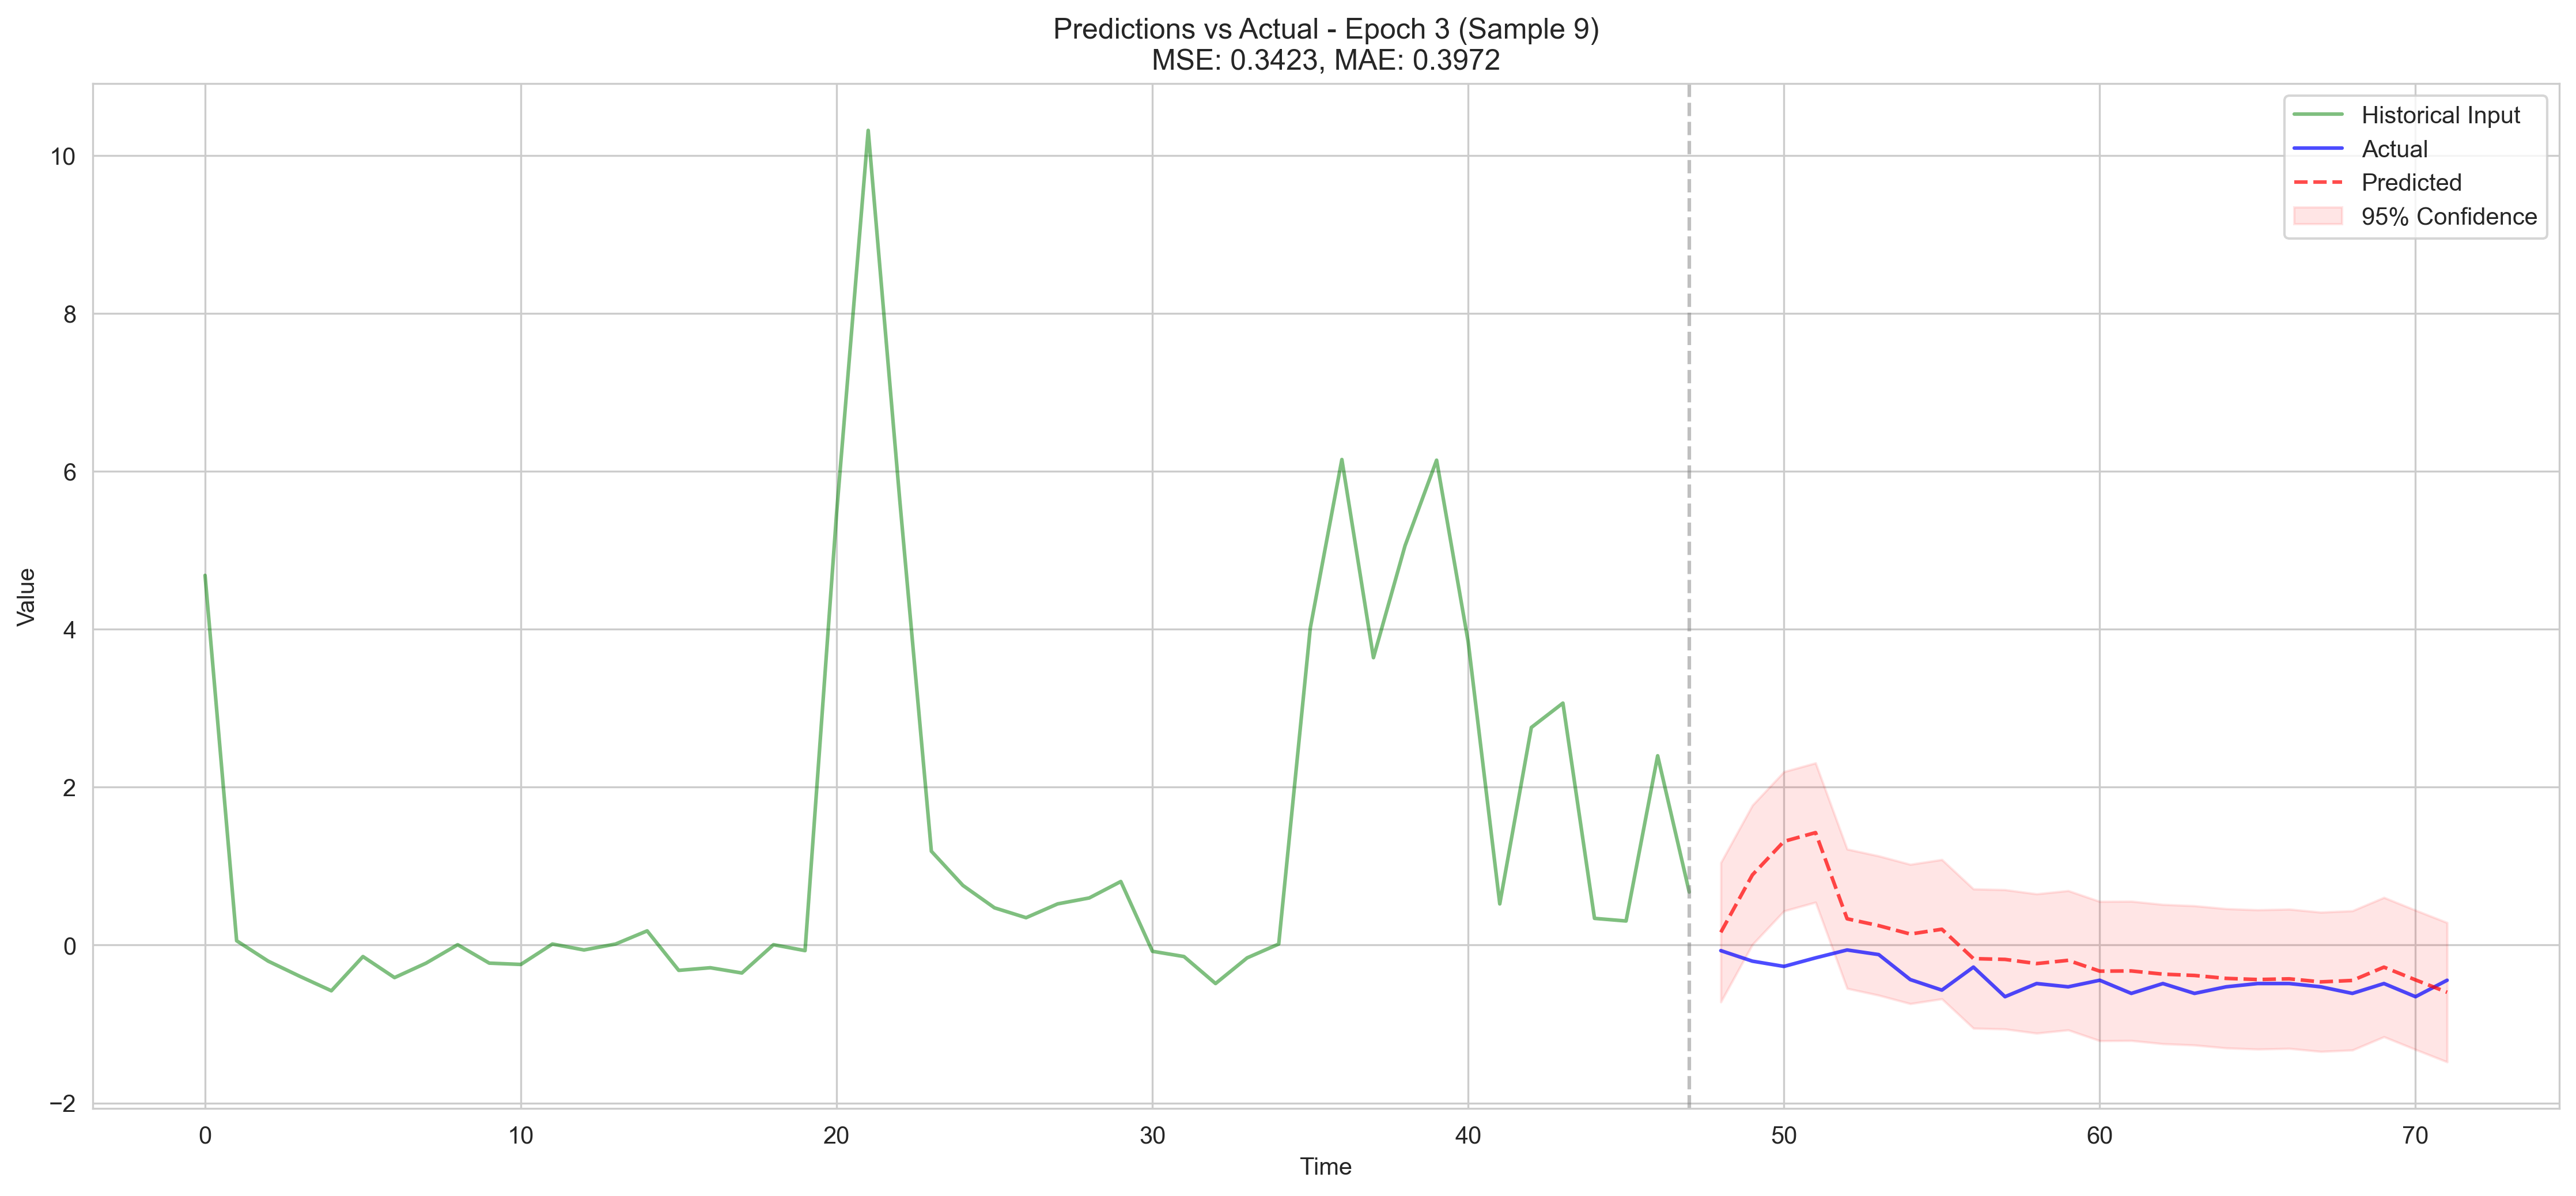 Predictions vs Actual - Epoch 3 (Sample 9)
MSE: 0.3423, MAE: 0.3972
Historical Input
Actual
Predicted
95% Confidence
10
8
6
4
2
0
−2
Value
0 10 20 30 40 50 60 70
Time